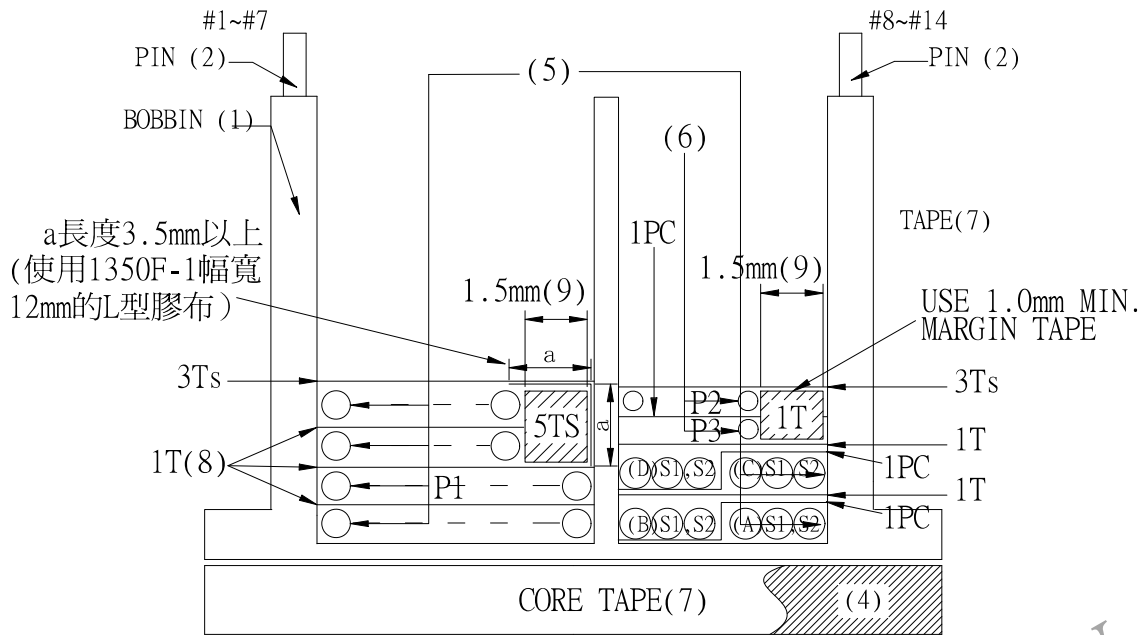 #1~#7
#8~#14
PIN (2)
(5)
PIN (2)
BOBBIN (1)
(6)
a長度3.5mm以上
(使用1350F-1幅寬
12mm的L型膠布)
1PC
TAPE(7)
1.5mm(9)
1.5mm(9)
USE 1.0mm MIN.
MARGIN TAPE
a
3Ts
3Ts
5TS
a
P2
1T
P3
1T
1T(8)
P1
(D)S1,S2
(C)S1,S2
1PC
1T
1PC
(B)S1,S2
(A)S1,S2
CORE TAPE(7)
(4)